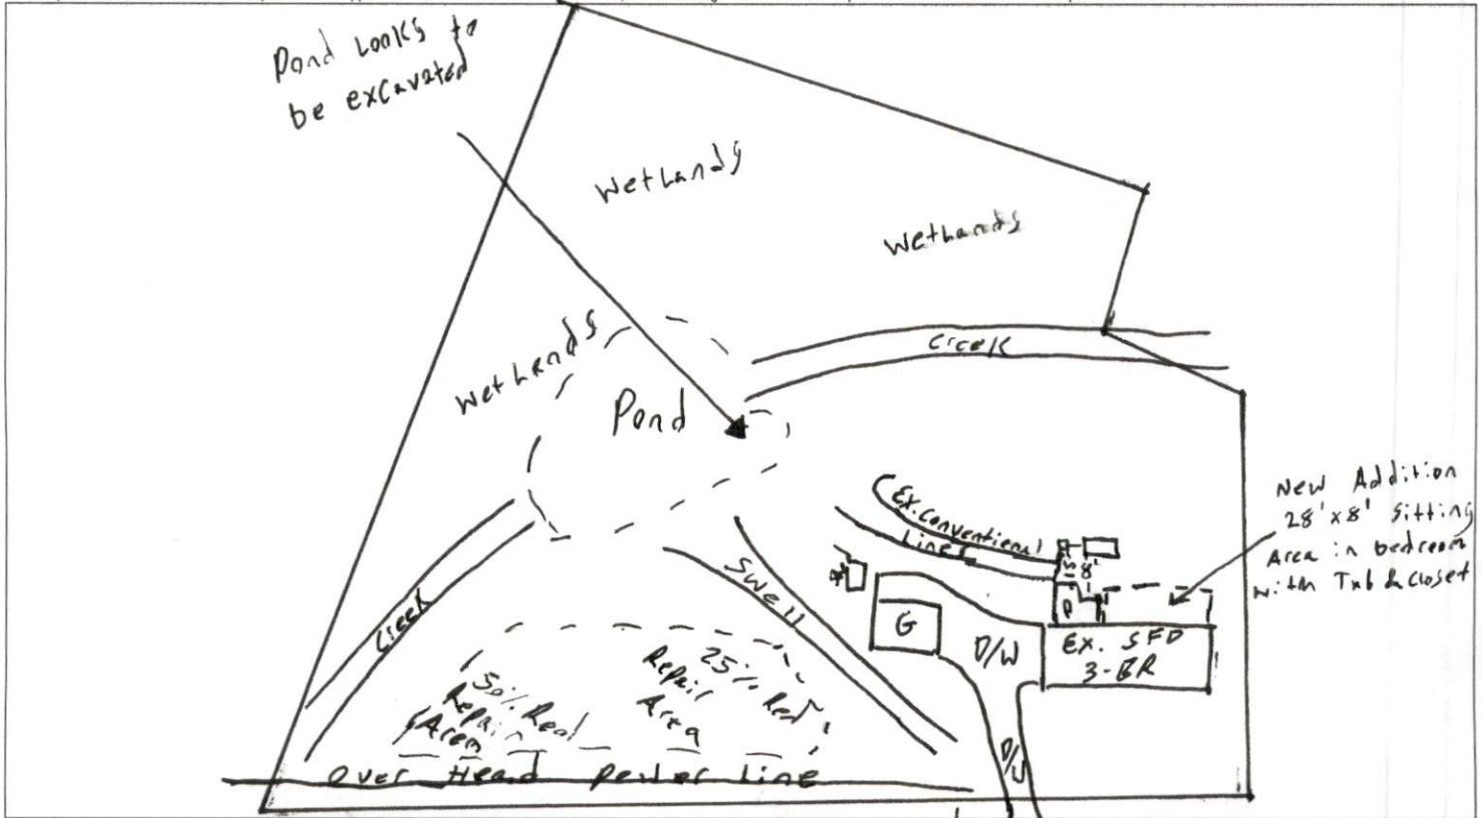 Pond Looks to
be excavated
WetLands
Wetlands
Creek
WetLands
Pond
New Addition
28'x8' Sitting
Area in bedroom
with Tub & closet
Ex. Conventional
Lines
8'
P
Swell
Creek
G
D/W
EX. SFD
3-BR
25% Red
Repair
Area
50% Red
Repair
Area
D/W
Over Head Power Line